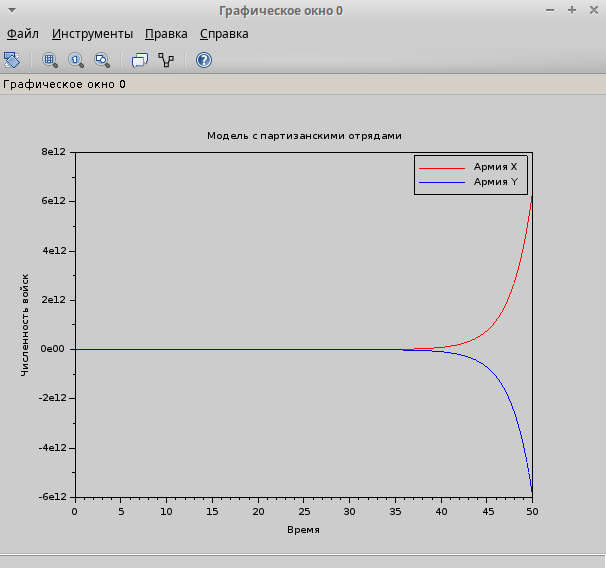 Графическое окно 0
Файл Инструменты Правка Справка
Графическое окно 0
Модель с партизанскими отрядами
8e12
6e12
4e12
2e12
0e00
-2e12
-4e12
-6e12
Численность войск
Армия X
Армия Y
0 5 10 15 20 25 30 35 40 45 50
Время